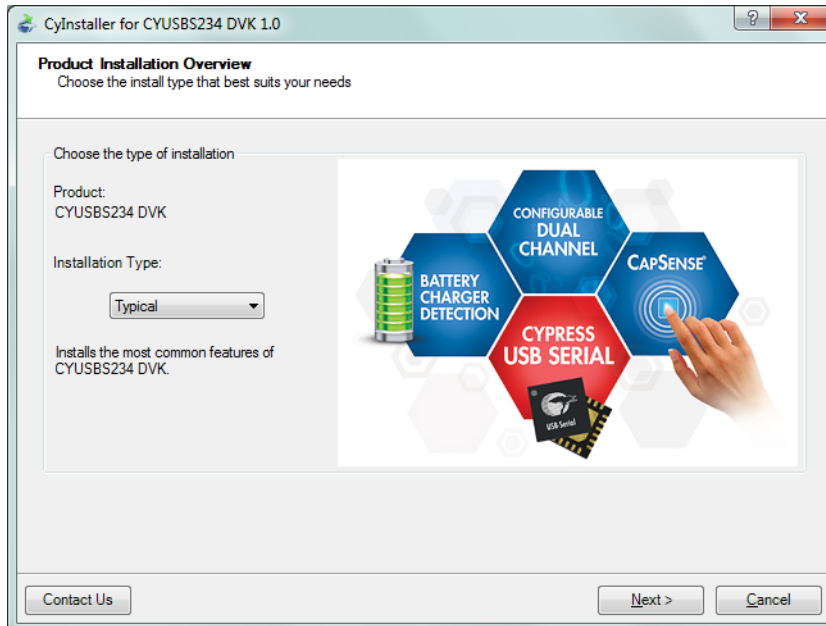 CyInstaller for CYUSBS234 DVK 1.0
Product Installation Overview
Choose the install type that best suits your needs
Choose the type of installation
Product:
CYUSBS234 DVK
Installation Type:
Typical
Installs the most common features of
CYUSBS234 DVK.
CONFIGURABLE
DUAL
CHANNEL
BATTERY
CHARGER
DETECTION
CAPSENSE®
CYPRESS
USB SERIAL
USB-Serial
Contact Us
Next >
Cancel